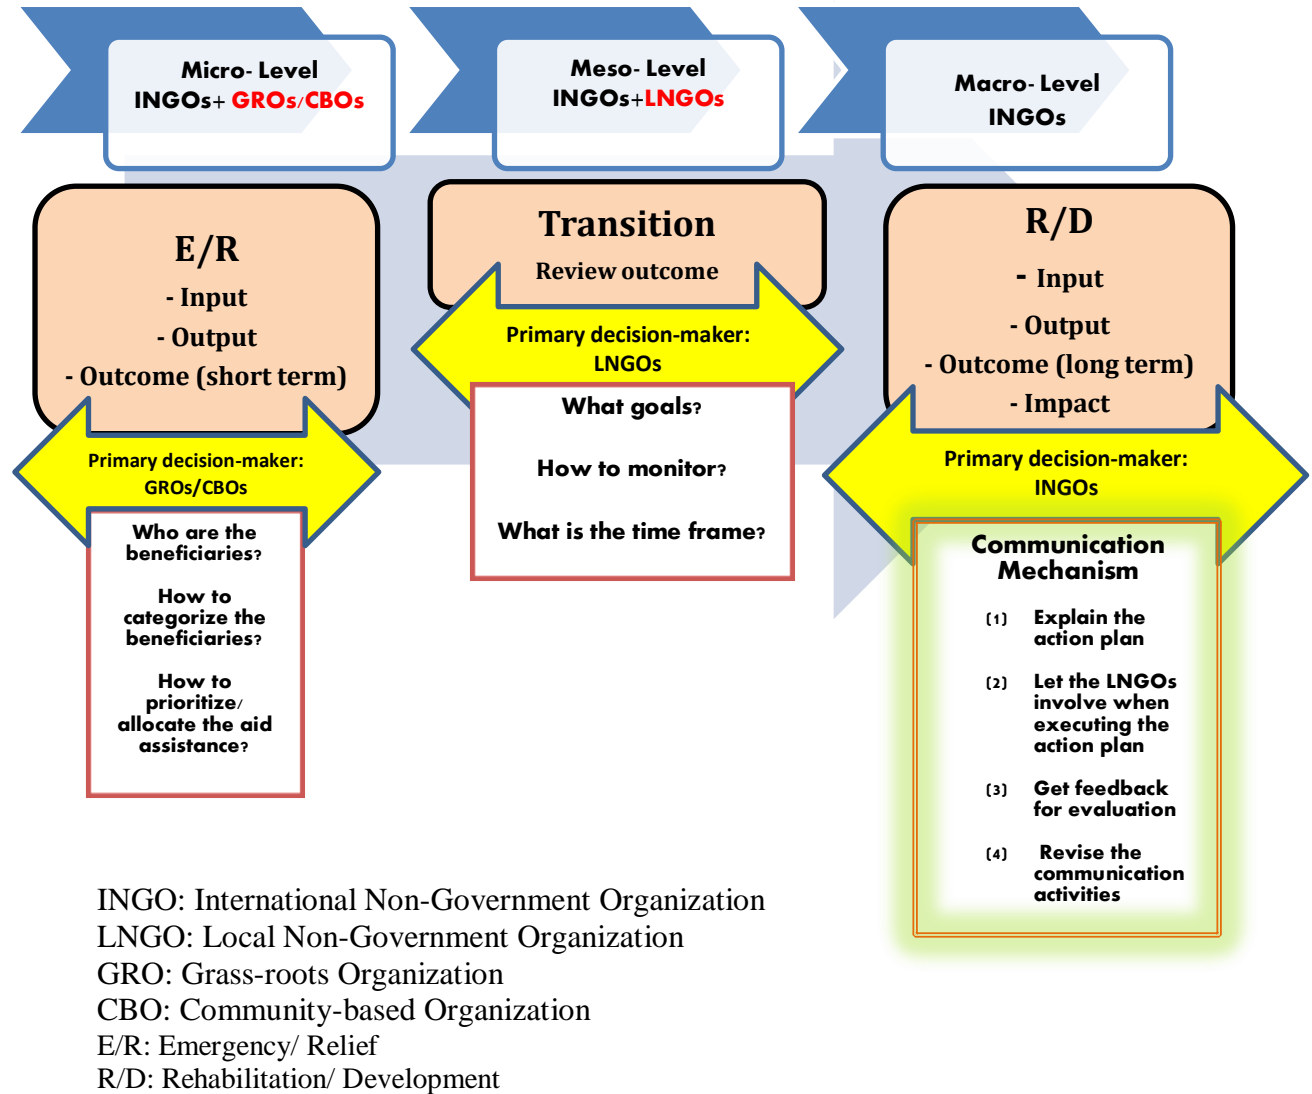 Micro- Level
INGOs+ GROs/CBOs
Meso- Level
INGOs+LNGOs
Macro- Level
INGOs
E/R
- Input
- Output
- Outcome (short term)
Primary decision-maker:
GROs/CBOs
Who are the
beneficiaries?
How to
categorize the
beneficiaries?
How to
prioritize/
allocate the aid
assistance?
Transition
Review outcome
Primary decision-maker:
LNGOs
What goals?
How to monitor?
What is the time frame?
R/D
- Input
- Output
- Outcome (long term)
- Impact
Primary decision-maker:
INGOs
Communication
Mechanism
(1) Explain the
action plan
(2) Let the LNGOs
involve when
executing the
action plan
(3) Get feedback
for evaluation
(4) Revise the
communication
activities
INGO: International Non-Government Organization
LNGO: Local Non-Government Organization
GRO: Grass-roots Organization
CBO: Community-based Organization
E/R: Emergency/ Relief
R/D: Rehabilitation/ Development